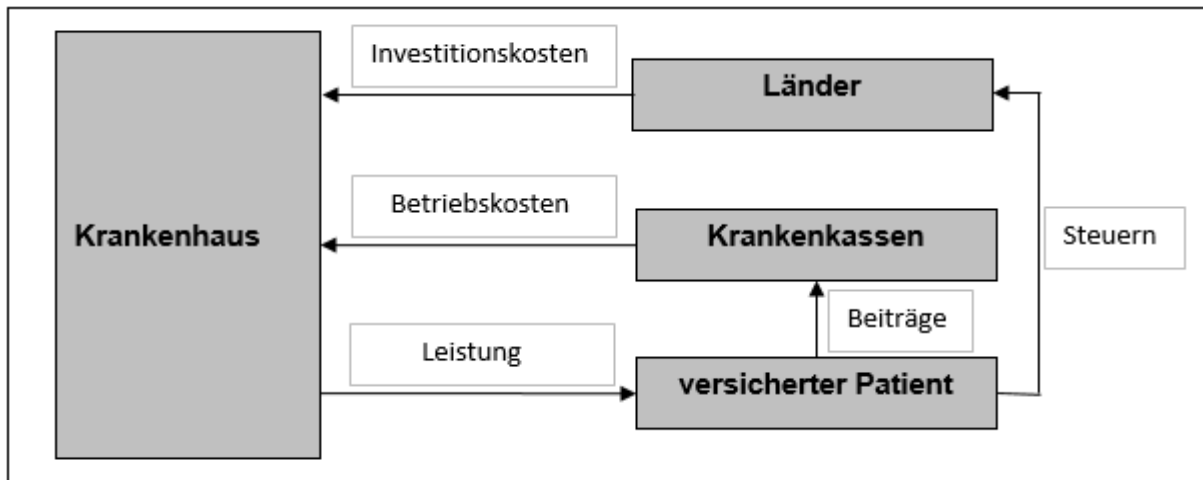 Investitionskosten
Länder
Krankenhaus
Betriebskosten
Krankenkassen
Steuern
Beiträge
Leistung
versicherter Patient